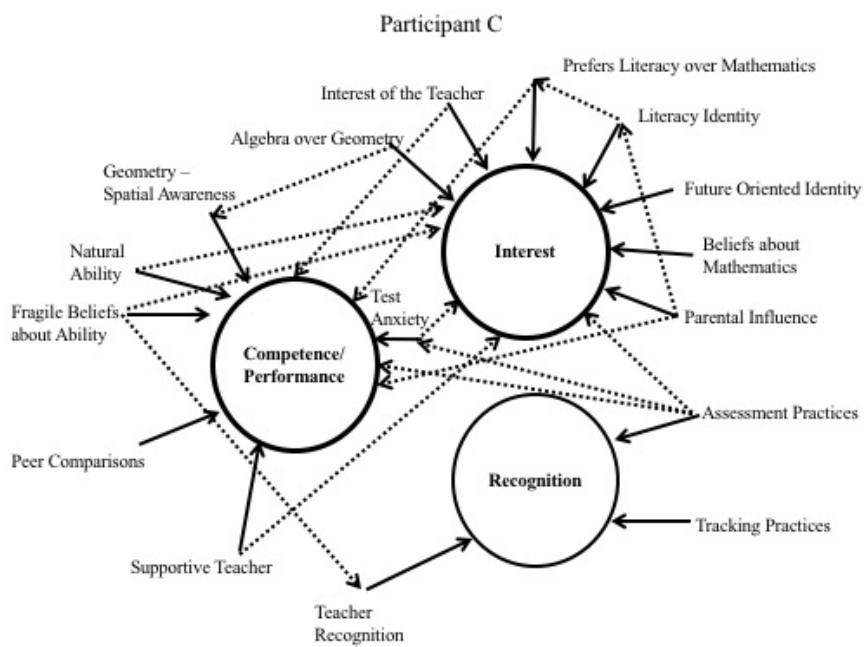 Participant C
Prefers Literacy over Mathematics
Interest of the Teacher
Literacy Identity
Algebra over Geometry
Geometry –
Spatial Awareness
Future Oriented Identity
Natural
Ability
Interest
Beliefs about
Mathematics
Fragile Beliefs
about Ability
Test
Anxiety
Parental Influence
Competence/
Performance
Assessment Practices
Peer Comparisons
Recognition
Tracking Practices
Supportive Teacher
Teacher
Recognition